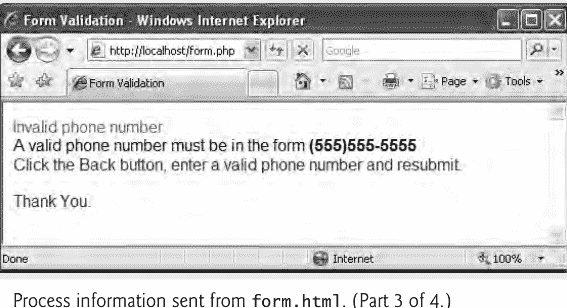 Form Validation - Windows Internet Explorer
http://localhost/form.php
Google
Form Validation
Page
Tools
»
Invalid phone number
A valid phone number must be in the form (555)555-5555
Click the Back button, enter a valid phone number and resubmit.
Thank You.
Done
Internet
100%
Process information sent from form.html. (Part 3 of 4.)